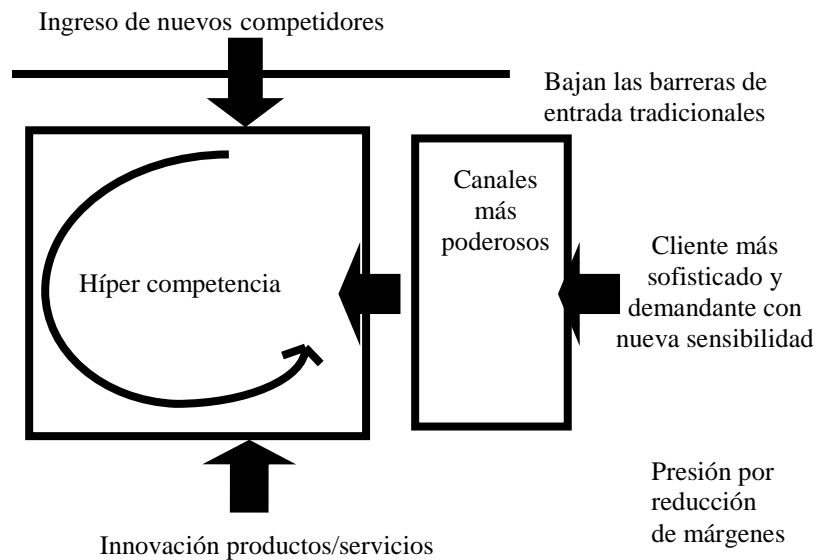 Ingreso de nuevos competidores
Bajan las barreras de
entrada tradicionales
Canales
más
poderosos
Híper competencia
Cliente más
sofisticado y
demandante con
nueva sensibilidad
Presión por
reducción
de márgenes
Innovación productos/servicios